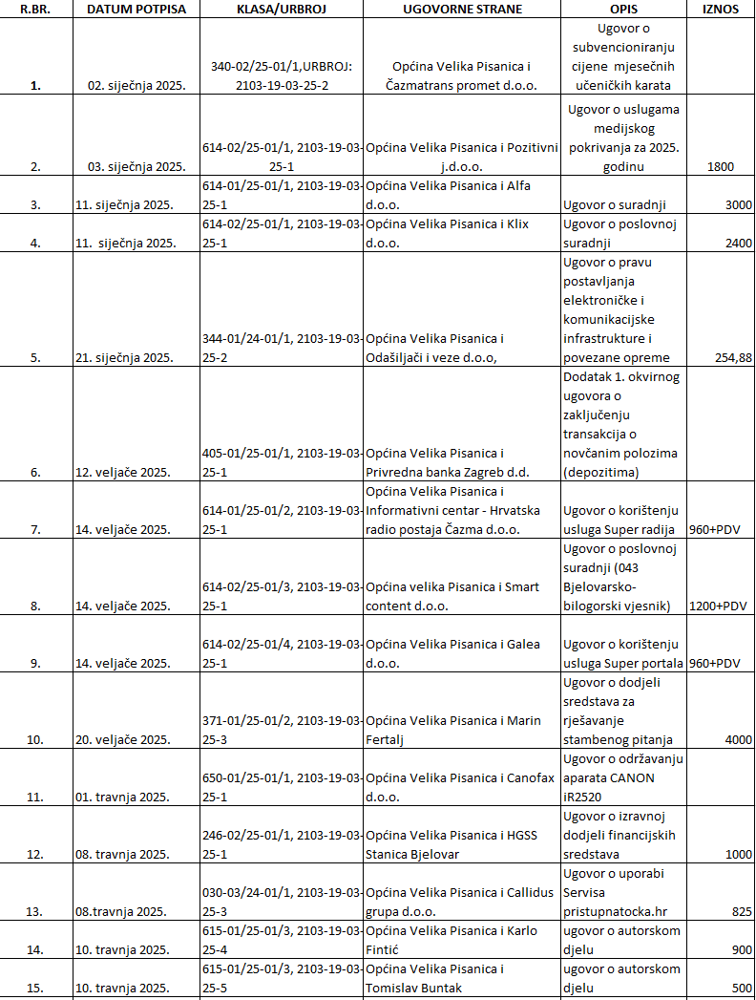 R.BR. DATUM POTPISA KLASA/URBROJ UGOVORNE STRANE OPIS IZNOS
1. 02. siječnja 2025. 340-02/25-01/1,URBROJ: 2103-19-03-25-2 Općina Velika Pisanica i Čazmatrans promet d.o.o. Ugovor o subvencioniranju cijene mjesečnih učeničkih karata
2. 03. siječnja 2025. 614-02/25-01/1, 2103-19-03-25-1 Općina Velika Pisanica i Pozitivni j.d.o.o. Ugovor o uslugama medijskog pokrivanja za 2025. godinu 1800
3. 11. siječnja 2025. 614-01/25-01/1, 2103-19-03-25-1 Općina Velika Pisanica i Alfa d.o.o. Ugovor o suradnji 3000
4. 11. siječnja 2025. 614-02/25-01/1, 2103-19-03-25-1 Općina Velika Pisanica i Klix d.o.o. Ugovor o poslovnoj suradnji 2400
5. 21. siječnja 2025. 344-01/24-01/1, 2103-19-03-25-2 Općina Velika Pisanica i Odašiljači i veze d.o.o, Ugovor o pravu postavljanja elektroničke i komunikacijske infrastrukture i povezane opreme 254,88
6. 12. veljače 2025. 405-01/25-01/1, 2103-19-03-25-1 Općina Velika Pisanica i Privredna banka Zagreb d.d. Dodatak 1. okvirnog ugovora o zaključenju transakcija o novčanim polozima (depozitima)
7. 14. veljače 2025. 614-01/25-01/2, 2103-19-03-25-1 Općina Velika Pisanica i Informativni centar - Hrvatska radio postaja Čazma d.o.o. Ugovor o korištenju usluga Super radija 960+PDV
8. 14. veljače 2025. 614-02/25-01/3, 2103-19-03-25-1 Općina velika Pisanica i Smart content d.o.o. Ugovor o poslovnoj suradnji (043 Bjelovarsko-bilogorski vjesnik) 1200+PDV
9. 14. veljače 2025. 614-02/25-01/4, 2103-19-03-25-1 Općina Velika Pisanica i Galea d.o.o. Ugovor o korištenju usluga Super portala 960+PDV
10. 20. veljače 2025. 371-01/25-01/2, 2103-19-03-25-3 Općina Velika Pisanica i Marin Fertalj Ugovor o dodjeli sredstava za rješavanje stambenog pitanja 4000
11. 01. travnja 2025. 650-01/25-01/1, 2103-19-03-25-1 Općina Velika Pisanica i Canofax d.o.o. Ugovor o održavanju aparata CANON iR2520
12. 08. travnja 2025. 246-02/25-01/1, 2103-19-03-25-1 Općina Velika Pisanica i HGSS Stanica Bjelovar Ugovor o izravnoj dodjeli financijskih sredstava 1000
13. 08.travnja 2025. 030-03/24-01/1, 2103-19-03-25-3 Općina Velika Pisanica i Callidus grupa d.o.o. Ugovor o uporabi Servisa pristupnatocka.hr 825
14. 10. travnja 2025. 615-01/25-01/3, 2103-19-03-25-4 Općina Velika Pisanica i Karlo Fintić ugovor o autorskom djelu 900
15. 10. travnja 2025. 615-01/25-01/3, 2103-19-03-25-5 Općina Velika Pisanica i Tomislav Buntak ugovor o autorskom djelu 500